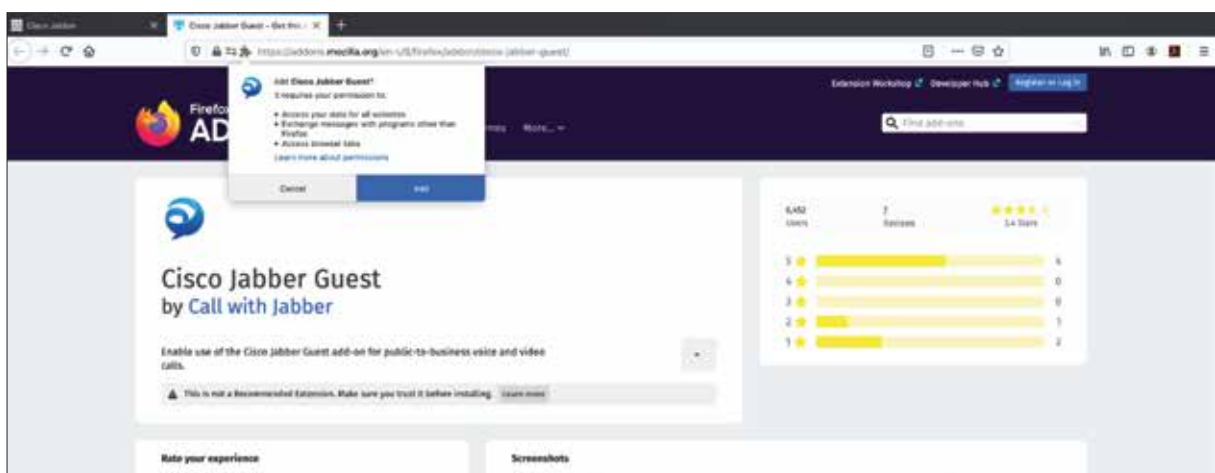 Cisco Jabber
Cisco Jabber Guest – Get this
https://addons.mozilla.org/en-US/firefox/addon/cisco-jabber-guest/
Add Cisco Jabber Guest?
It requires your permission to:
• Access your data for all websites
• Exchange messages with programs other than
Firefox
• Access browser tabs
Learn more about permissions
Cancel
Add
Firefox
AD
More...
Extension Workshop
Developer Hub
Register or Log in
Find add-ons
Cisco Jabber Guest
by Call with Jabber
Enable use of the Cisco Jabber Guest add-on for public-to-business voice and video
calls.
This is not a Recommended Extension. Make sure you trust it before installing. Learn more
6,452
Users
7
Reviews
3.4 Stars
5 4
4 0
3 0
2 1
1 2
Rate your experience
Screenshots